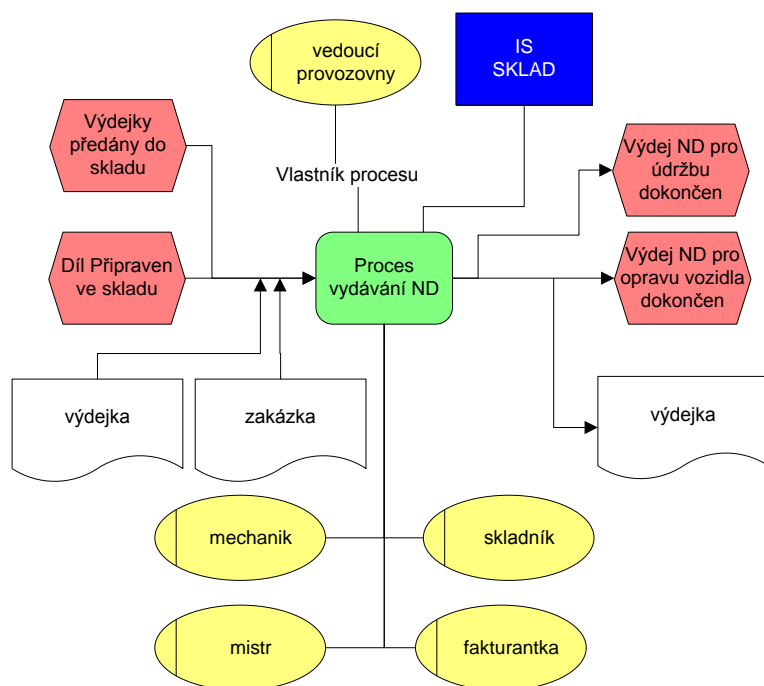 vedoucí
provozovny
IS
SKLAD
Výdejky
předány do
skladu
Výdej ND pro
údržbu
dokončen
Vlastník procesu
Díl Připraven
ve skladu
Proces
vydávání ND
Výdej ND pro
opravu vozidla
dokončen
výdejka
zakázka
výdejka
mechanik
skladník
mistr
fakturantka